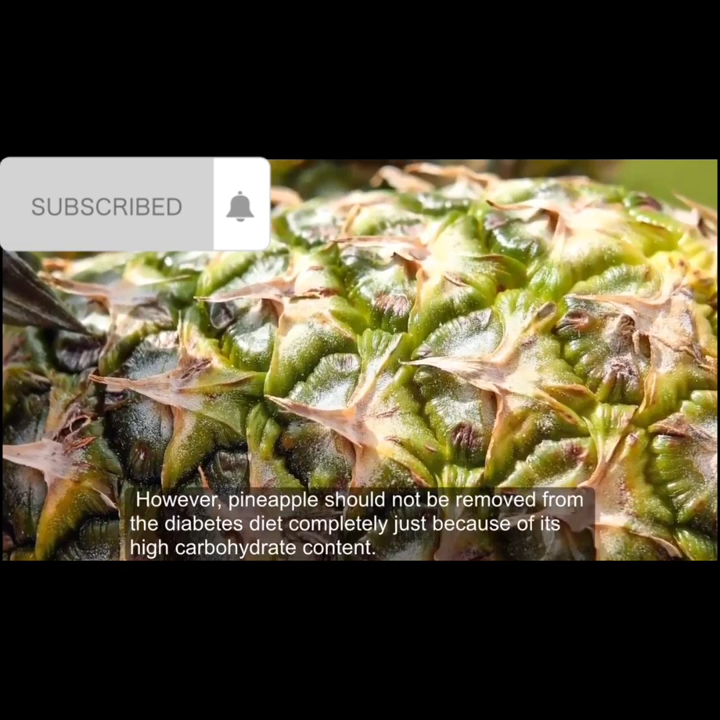 SUBSCRIBED
However, pineapple should not be removed from
the diabetes diet completely just because of its
high carbohydrate content.